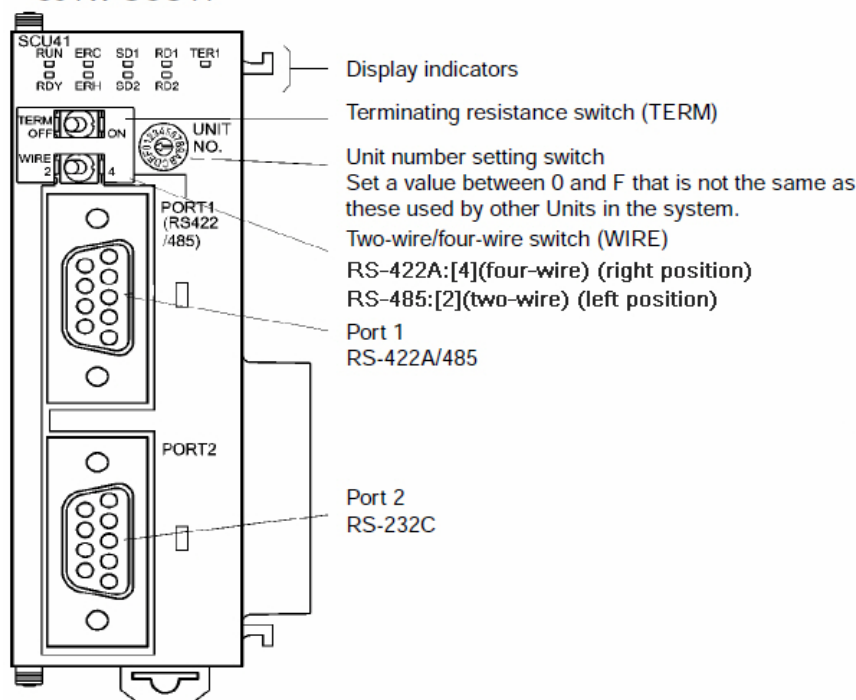 SCU41
RUN ERC SD1 RD1 TER1
RDY ERH SD2 RD2
TERM
OFF ON
UNIT
NO.
0123456789ABCDEF
WIRE
2 4
PORT1
(RS422
/485)
PORT2
Display indicators
Terminating resistance switch (TERM)
Unit number setting switch
Set a value between 0 and F that is not the same as
these used by other Units in the system.
Two-wire/four-wire switch (WIRE)
RS-422A:[4](four-wire) (right position)
RS-485:[2](two-wire) (left position)
Port 1
RS-422A/485
Port 2
RS-232C